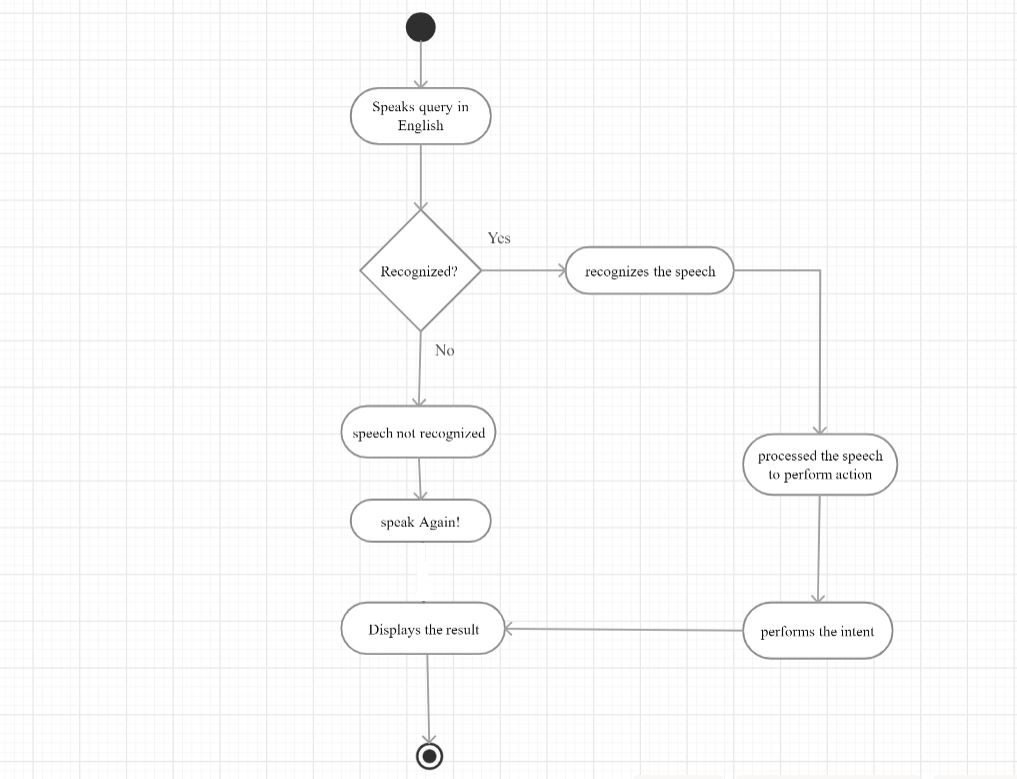 Speaks query in
English
Recognized?
Yes
recognizes the speech
No
speech not recognized
processed the speech
to perform action
speak Again!
Displays the result
performs the intent